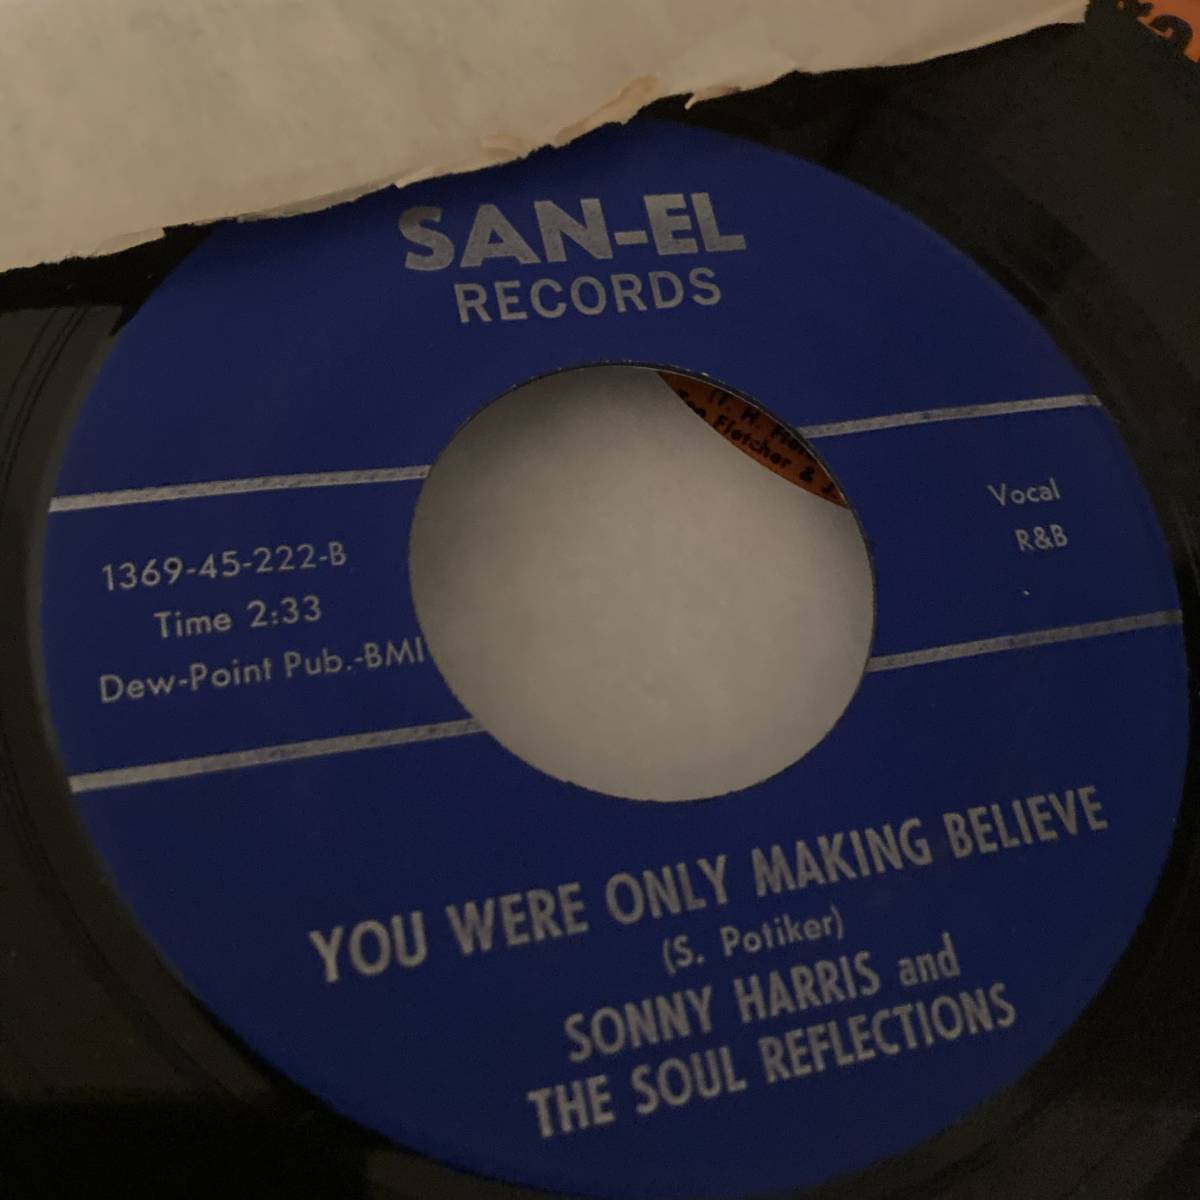 SAN-EL
RECORDS
1369-45-222-B
Time 2:33
Dew-Point Pub.-BMI
Vocal
R&B
YOU WERE ONLY MAKING BELIEVE
(S. Potiker)
SONNY HARRIS and
THE SOUL REFLECTIONS
(T. H.
Fletcher &